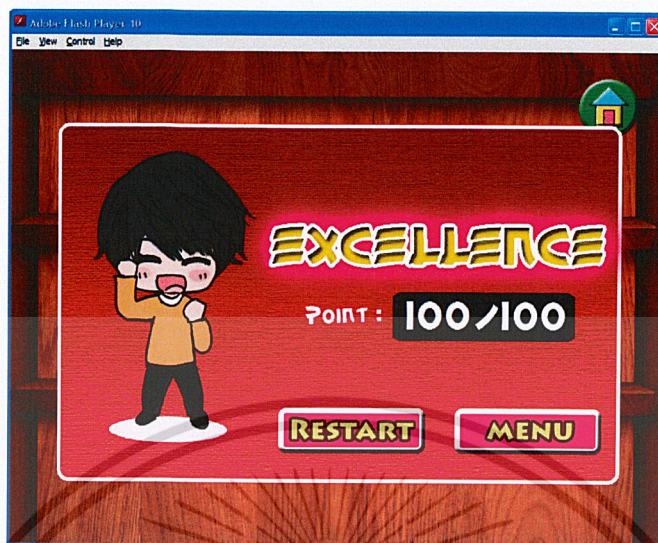 Adobe Flash Player 10
File View Control Help
EXCELLENCE
POINT : 100/100
RESTART MENU